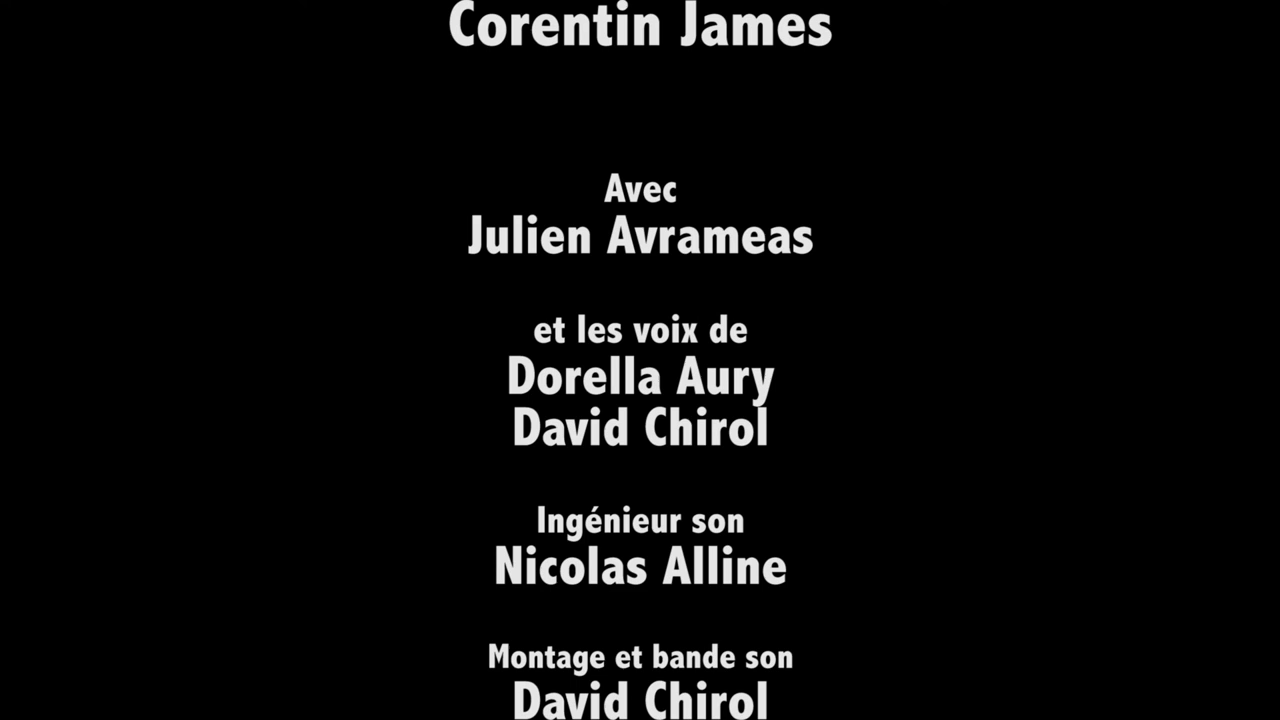 Corentin James
Avec
Julien Avrameas
et les voix de
Dorella Aury
David Chirol
Ingénieur son
Nicolas Alline
Montage et bande son
David Chirol